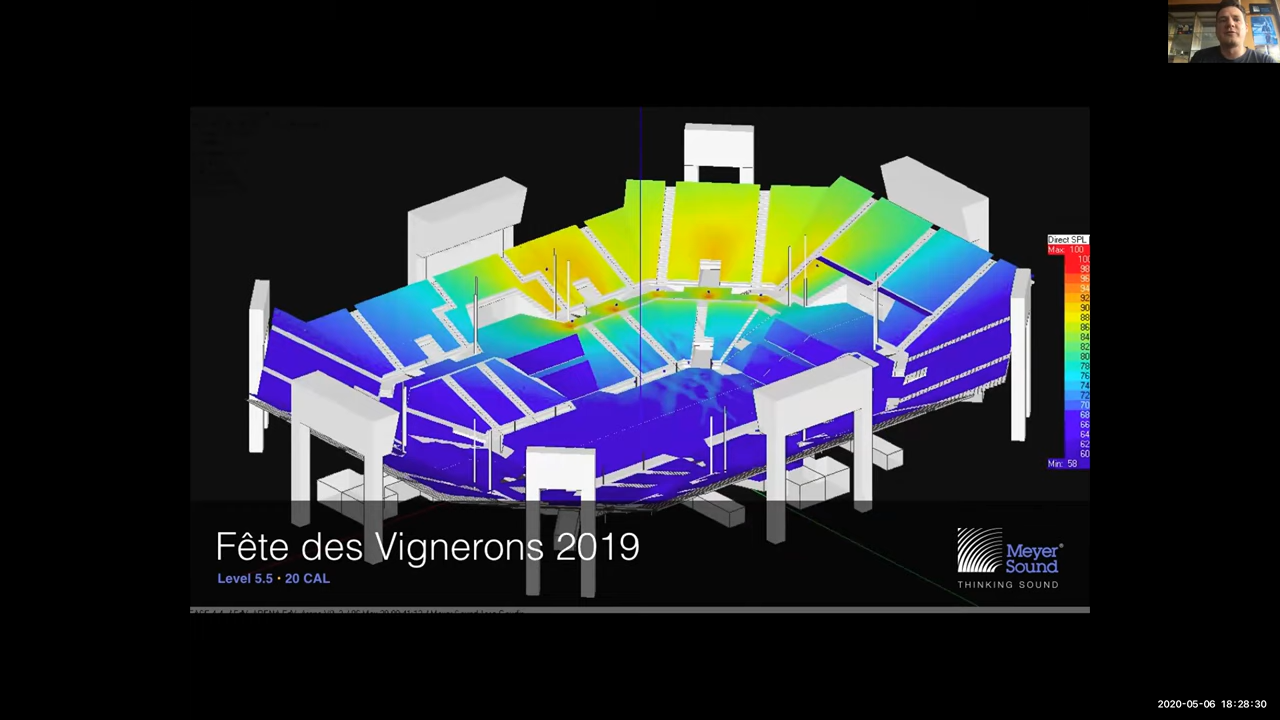 Direct SPL
Max: 100
100
98
96
94
92
90
88
86
84
82
80
78
76
74
72
70
68
66
64
62
60
Min: 58
Fête des Vignerons 2019
Level 5.5 • 20 CAL
Meyer
Sound
THINKING SOUND
2020-05-06 18:28:30